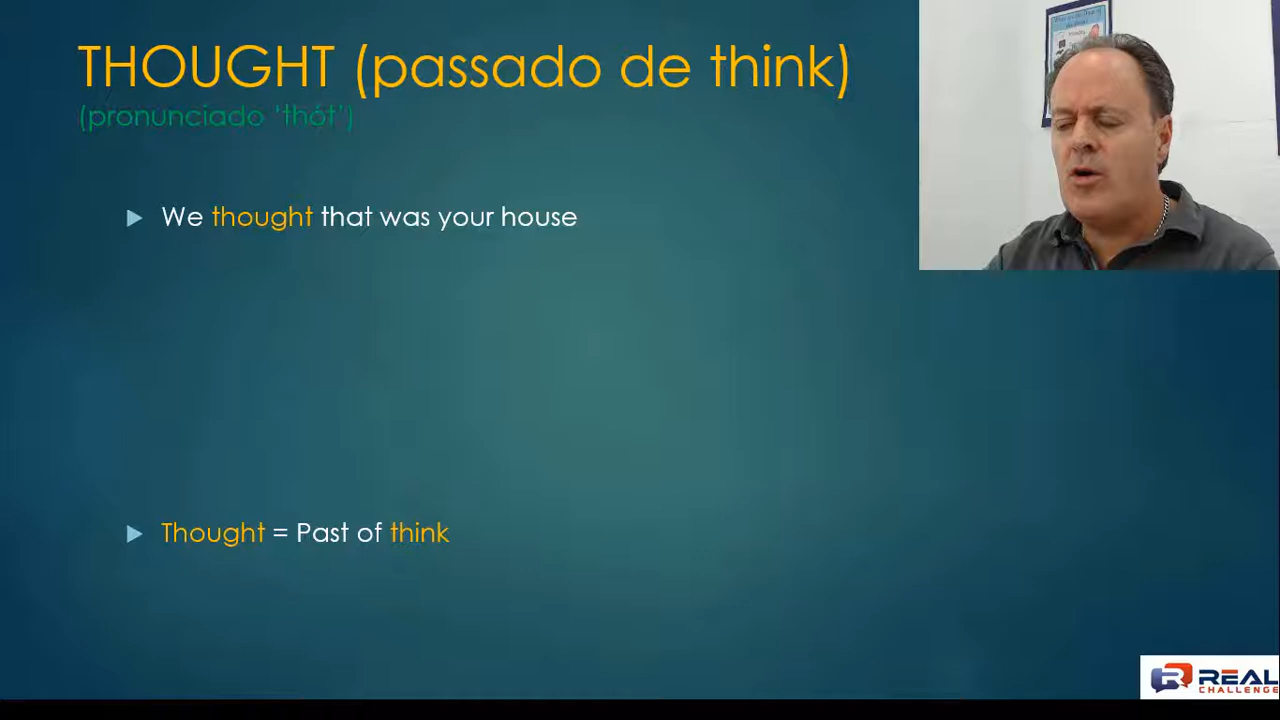 THOUGHT (passado de think)
(pronunciado ‘thót’)
We thought that was your house
Thought = Past of think
REAL
CHALLENGE